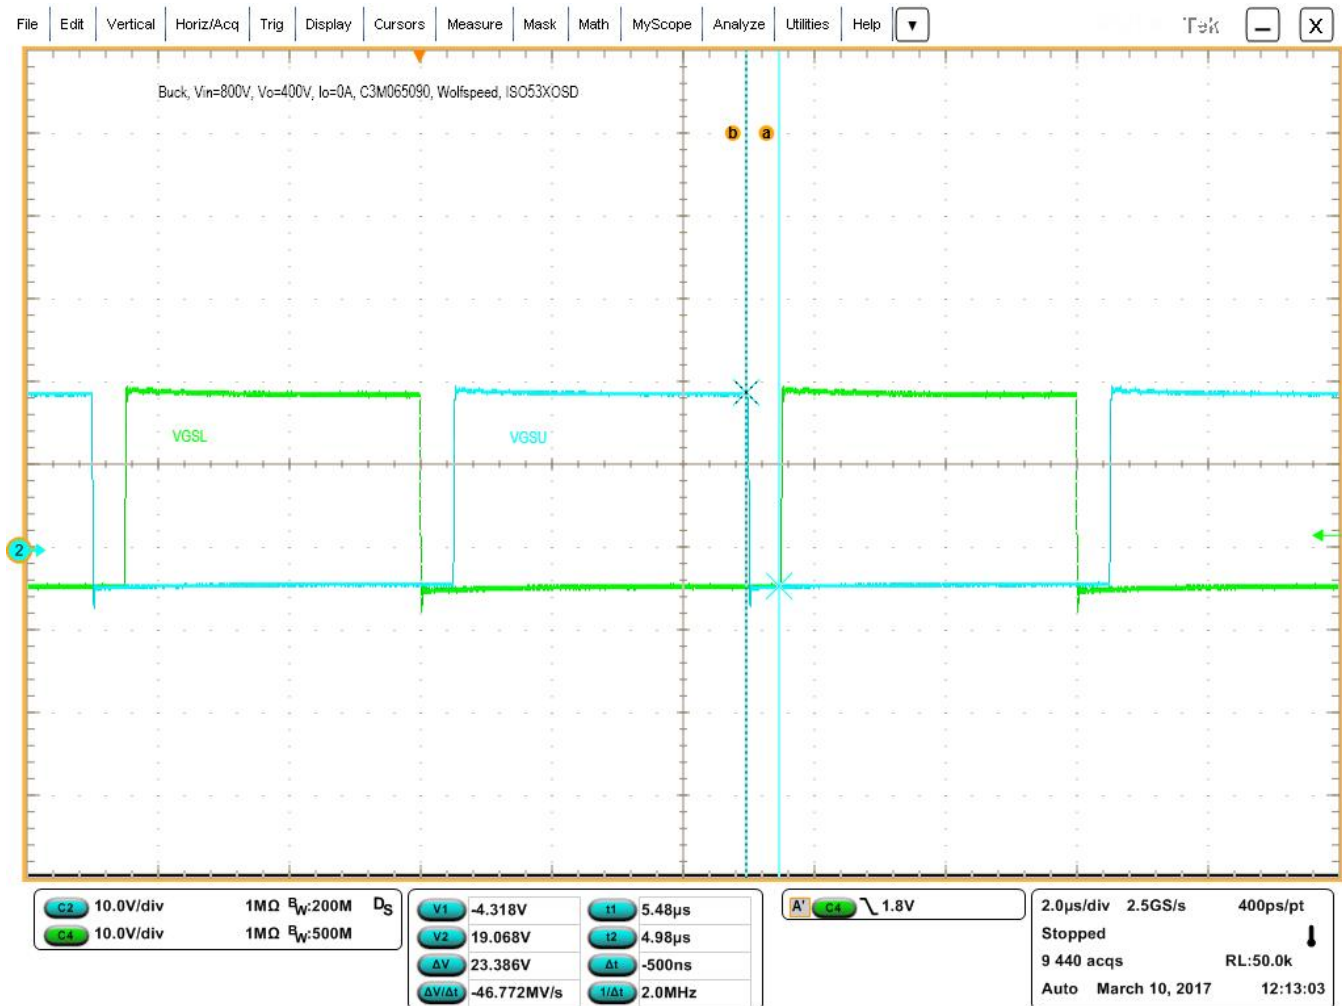 File Edit Vertical Horiz/Acq Trig Display Cursors Measure Mask Math MyScope Analyze Utilities Help Tek X
Buck, Vin=800V, Vo=400V, Io=0A, C3M065090, Wolfspeed, ISO53XOSD
b a
VGSL VGSU
2
C2 10.0V/div 1MΩ BW:200M DS
C4 10.0V/div 1MΩ BW:500M
V1 -4.318V t1 5.48µs
V2 19.068V t2 4.98µs
ΔV 23.386V Δt -500ns
ΔV/Δt -46.772MV/s 1/Δt 2.0MHz
A' C4 1.8V
2.0µs/div 2.5GS/s 400ps/pt
Stopped
9 440 acqs RL:50.0k
Auto March 10, 2017 12:13:03